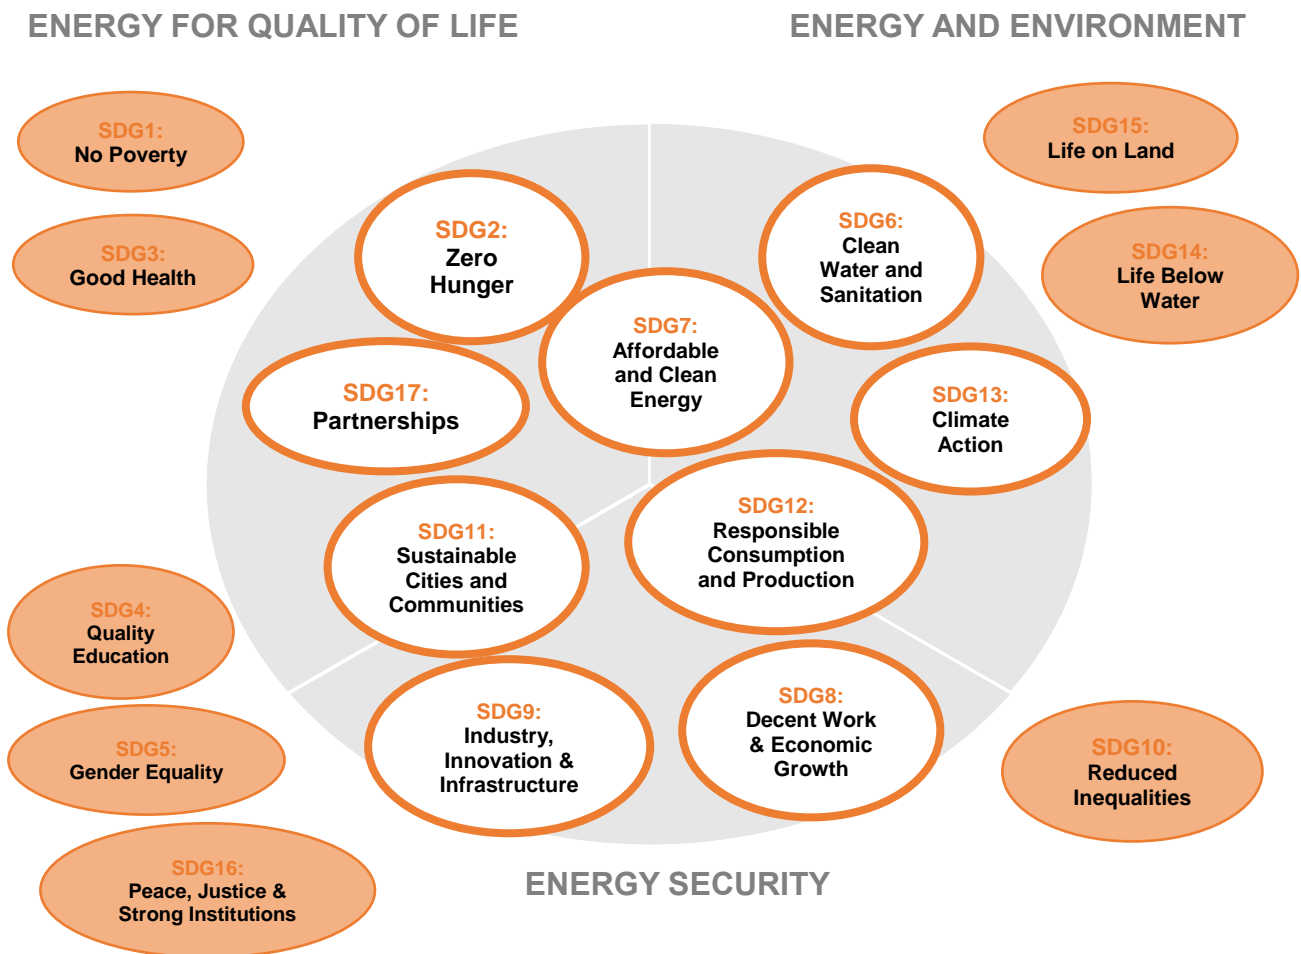 ENERGY FOR QUALITY OF LIFE
ENERGY AND ENVIRONMENT
SDG1:
No Poverty
SDG3:
Good Health
SDG15:
Life on Land
SDG14:
Life Below
Water
SDG2:
Zero
Hunger
SDG6:
Clean
Water and
Sanitation
SDG7:
Affordable
and Clean
Energy
SDG17:
Partnerships
SDG13:
Climate
Action
SDG11:
Sustainable
Cities and
Communities
SDG12:
Responsible
Consumption
and Production
SDG4:
Quality
Education
SDG5:
Gender Equality
SDG16:
Peace, Justice &
Strong Institutions
SDG9:
Industry,
Innovation &
Infrastructure
SDG8:
Decent Work
& Economic
Growth
SDG10:
Reduced
Inequalities
ENERGY SECURITY